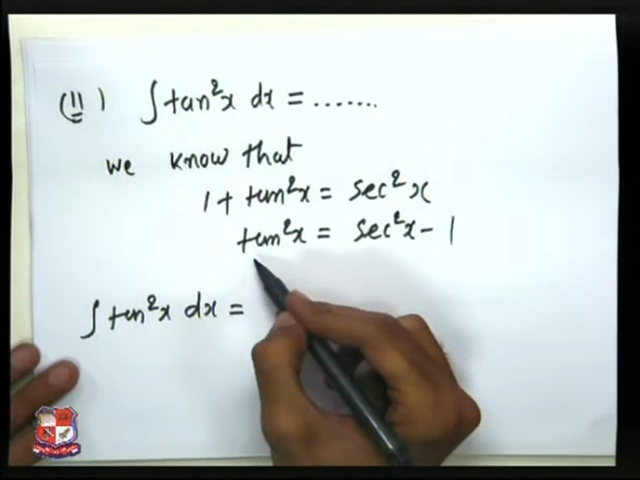 (11) ∫tan²x dx = .......
we know that
1 + tan²x = sec²x
tan²x = sec²x - 1
∫tan²x dx =